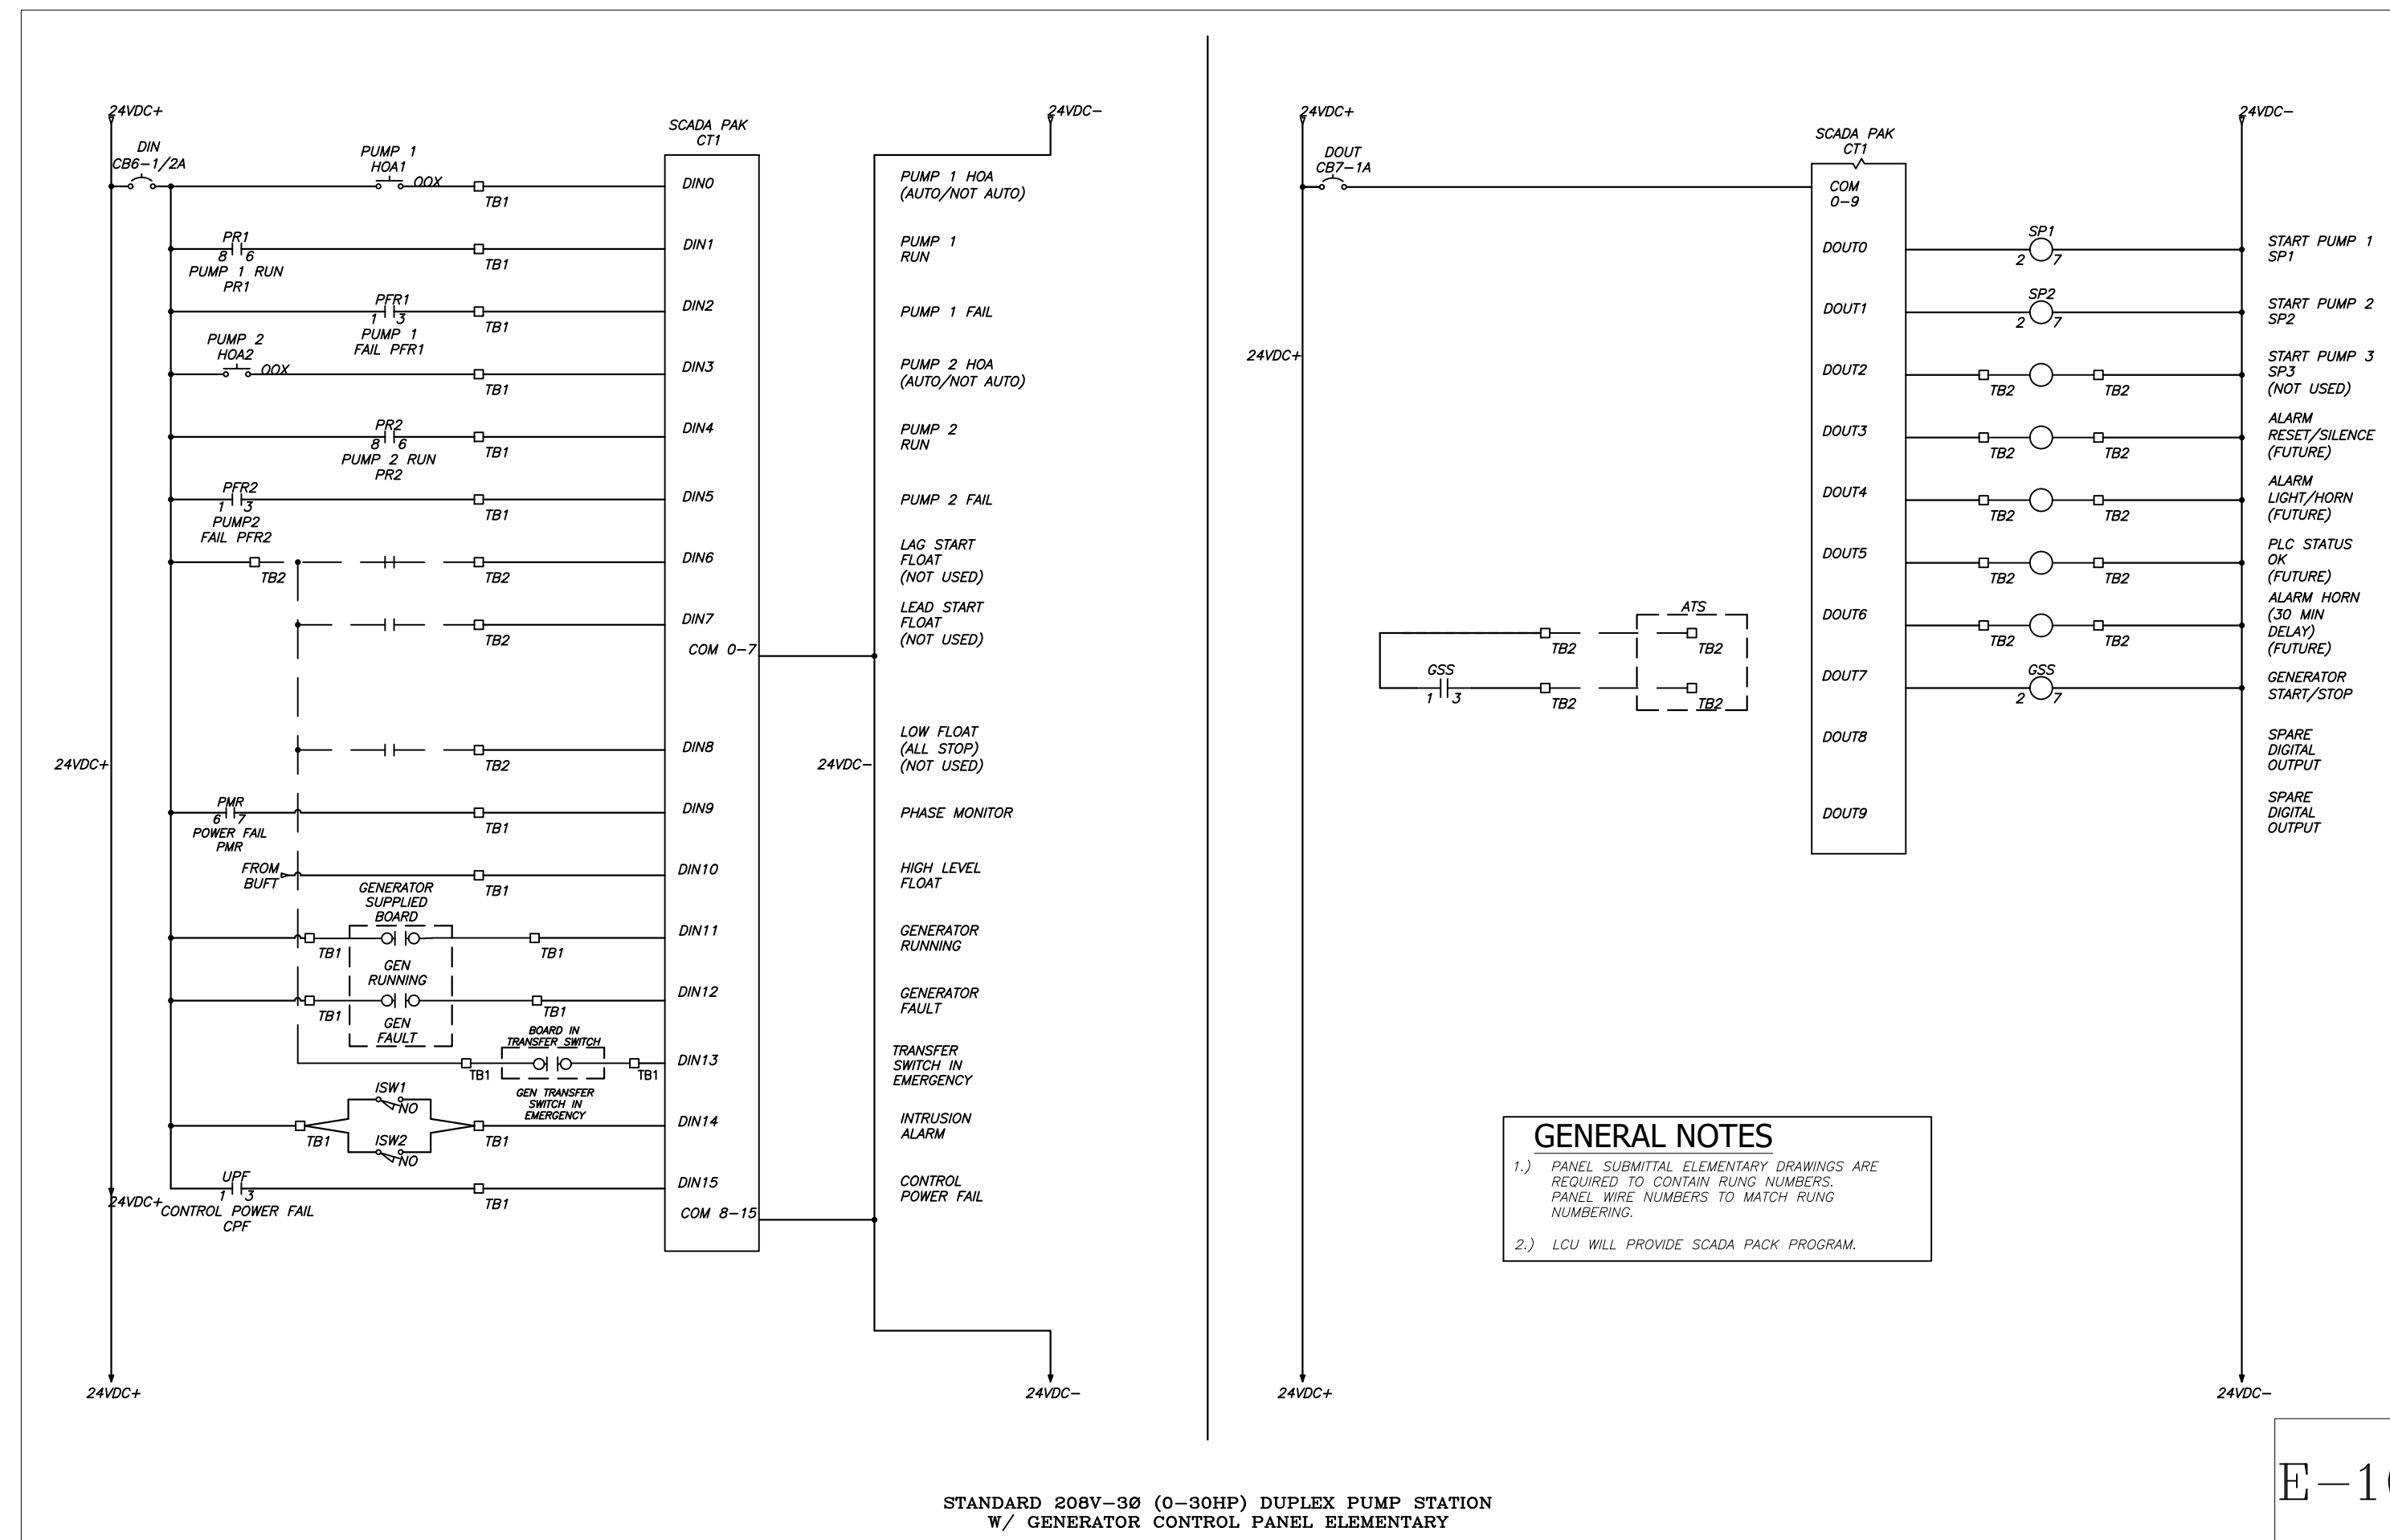 24VDC+
DIN
CB6-1/2A
PUMP 1
HOA1
OOX
TB1
SCADA PAK
CT1
DIN0
24VDC-
PUMP 1 HOA
(AUTO/NOT AUTO)
PR1
8 6
PUMP 1 RUN
PR1
TB1
DIN1
PUMP 1
RUN
PFR1
1 3
PUMP 1
FAIL PFR1
TB1
DIN2
PUMP 1 FAIL
PUMP 2
HOA2
OOX
TB1
DIN3
PUMP 2 HOA
(AUTO/NOT AUTO)
PR2
8 6
PUMP 2 RUN
PR2
TB1
DIN4
PUMP 2
RUN
PFR2
1 3
PUMP2
FAIL PFR2
TB1
DIN5
PUMP 2 FAIL
TB2
TB2
DIN6
LAG START
FLOAT
(NOT USED)
TB2
DIN7
LEAD START
FLOAT
(NOT USED)
COM 0-7
24VDC+
TB2
DIN8
24VDC-
LOW FLOAT
(ALL STOP)
(NOT USED)
PMR
6 7
POWER FAIL
PMR
TB1
DIN9
PHASE MONITOR
FROM
BUFT
TB1
DIN10
HIGH LEVEL
FLOAT
GENERATOR
SUPPLIED
BOARD
TB1
GEN
RUNNING
TB1
DIN11
GENERATOR
RUNNING
TB1
GEN
FAULT
TB1
DIN12
GENERATOR
FAULT
BOARD IN
TRANSFER SWITCH
TB1
TB1
GEN TRANSFER
SWITCH IN
EMERGENCY
DIN13
TRANSFER
SWITCH IN
EMERGENCY
TB1
ISW1
NO
ISW2
NO
TB1
DIN14
INTRUSION
ALARM
24VDC+
UPF
1 3
CONTROL POWER FAIL
CPF
TB1
DIN15
CONTROL
POWER FAIL
COM 8-15
24VDC+
24VDC-
24VDC+
DOUT
CB7-1A
SCADA PAK
CT1
COM
0-9
24VDC-
DOUT0
SP1
2 7
START PUMP 1
SP1
DOUT1
SP2
2 7
START PUMP 2
SP2
24VDC+
DOUT2
TB2
TB2
START PUMP 3
SP3
(NOT USED)
DOUT3
TB2
TB2
ALARM
RESET/SILENCE
(FUTURE)
DOUT4
TB2
TB2
ALARM
LIGHT/HORN
(FUTURE)
DOUT5
TB2
TB2
PLC STATUS
OK
(FUTURE)
ATS
TB2
TB2
DOUT6
TB2
TB2
ALARM HORN
(30 MIN
DELAY)
(FUTURE)
GSS
1 3
TB2
TB2
DOUT7
GSS
2 7
GENERATOR
START/STOP
DOUT8
SPARE
DIGITAL
OUTPUT
DOUT9
SPARE
DIGITAL
OUTPUT
GENERAL NOTES
1.) PANEL SUBMITTAL ELEMENTARY DRAWINGS ARE
REQUIRED TO CONTAIN RUNG NUMBERS.
PANEL WIRE NUMBERS TO MATCH RUNG
NUMBERING.
2.) LCU WILL PROVIDE SCADA PACK PROGRAM.
24VDC+
24VDC-
STANDARD 208V-3Ø (0-30HP) DUPLEX PUMP STATION
W/ GENERATOR CONTROL PANEL ELEMENTARY